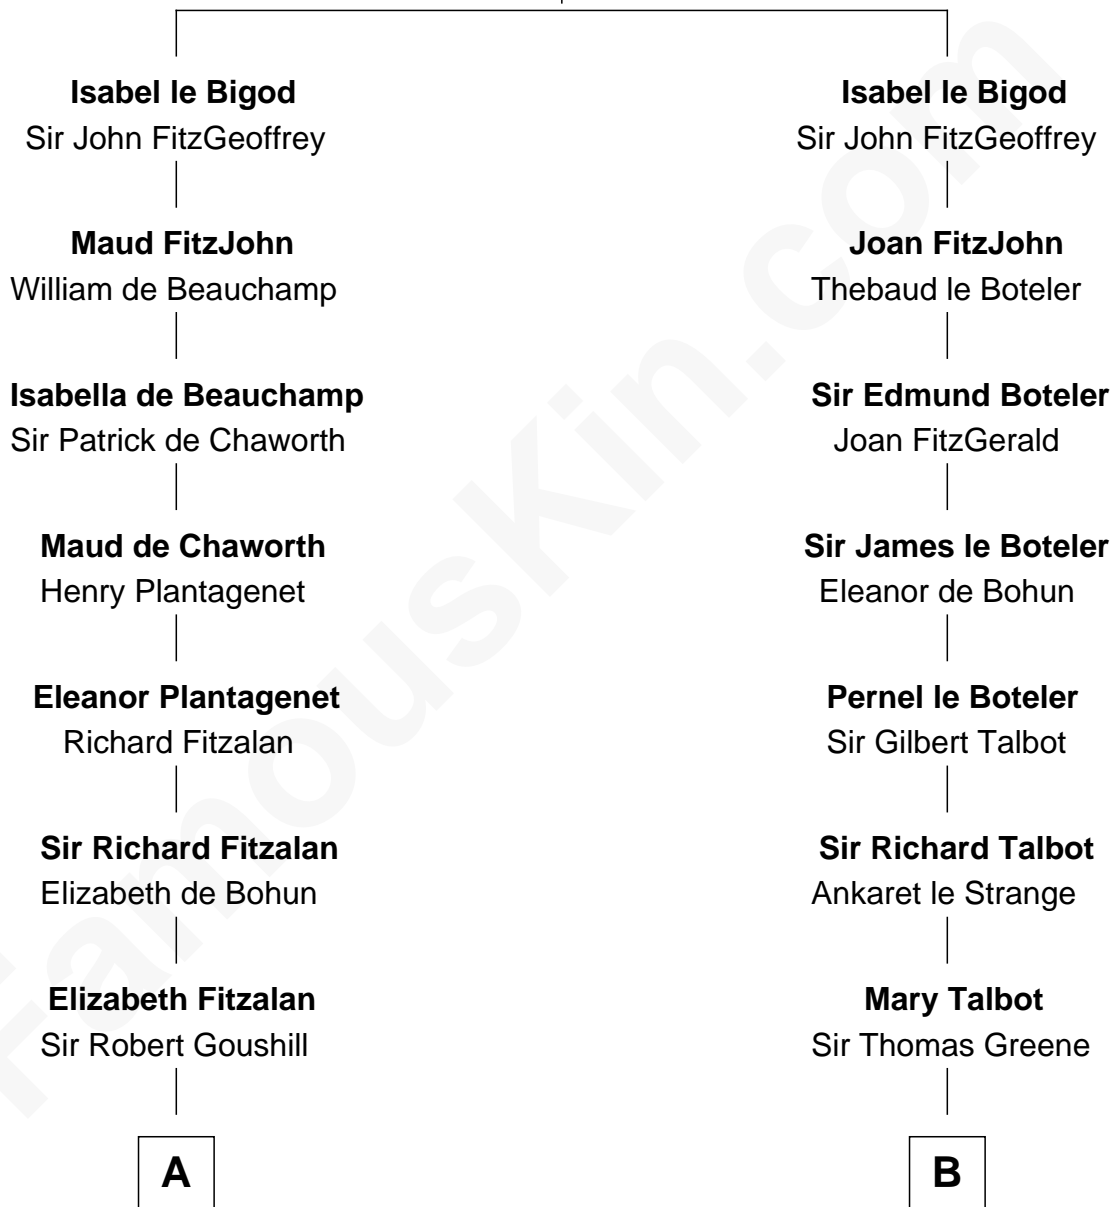 Isabel le Bigod
Sir John FitzGeoffrey
Maud FitzJohn
William de Beauchamp
Isabella de Beauchamp
Sir Patrick de Chaworth
Maud de Chaworth
Henry Plantagenet
Eleanor Plantagenet
Richard Fitzalan
Sir Richard Fitzalan
Elizabeth de Bohun
Elizabeth Fitzalan
Sir Robert Goushill
A
Isabel le Bigod
Sir John FitzGeoffrey
Joan FitzJohn
Thebaud le Boteler
Sir Edmund Boteler
Joan FitzGerald
Sir James le Boteler
Eleanor de Bohun
Pernel le Boteler
Sir Gilbert Talbot
Sir Richard Talbot
Ankaret le Strange
Mary Talbot
Sir Thomas Greene
B
FamousKin.com